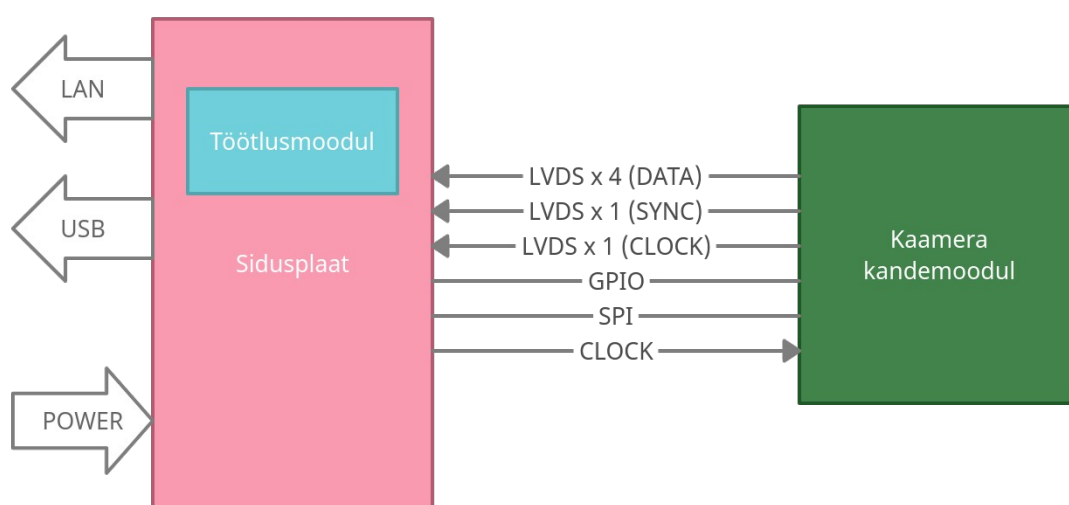 LAN
Töötlusmoodul
USB
Sidusplaat
POWER
LVDS x 4 (DATA)
LVDS x 1 (SYNC)
LVDS x 1 (CLOCK)
GPIO
SPI
CLOCK
Kaamera
kandemoodul